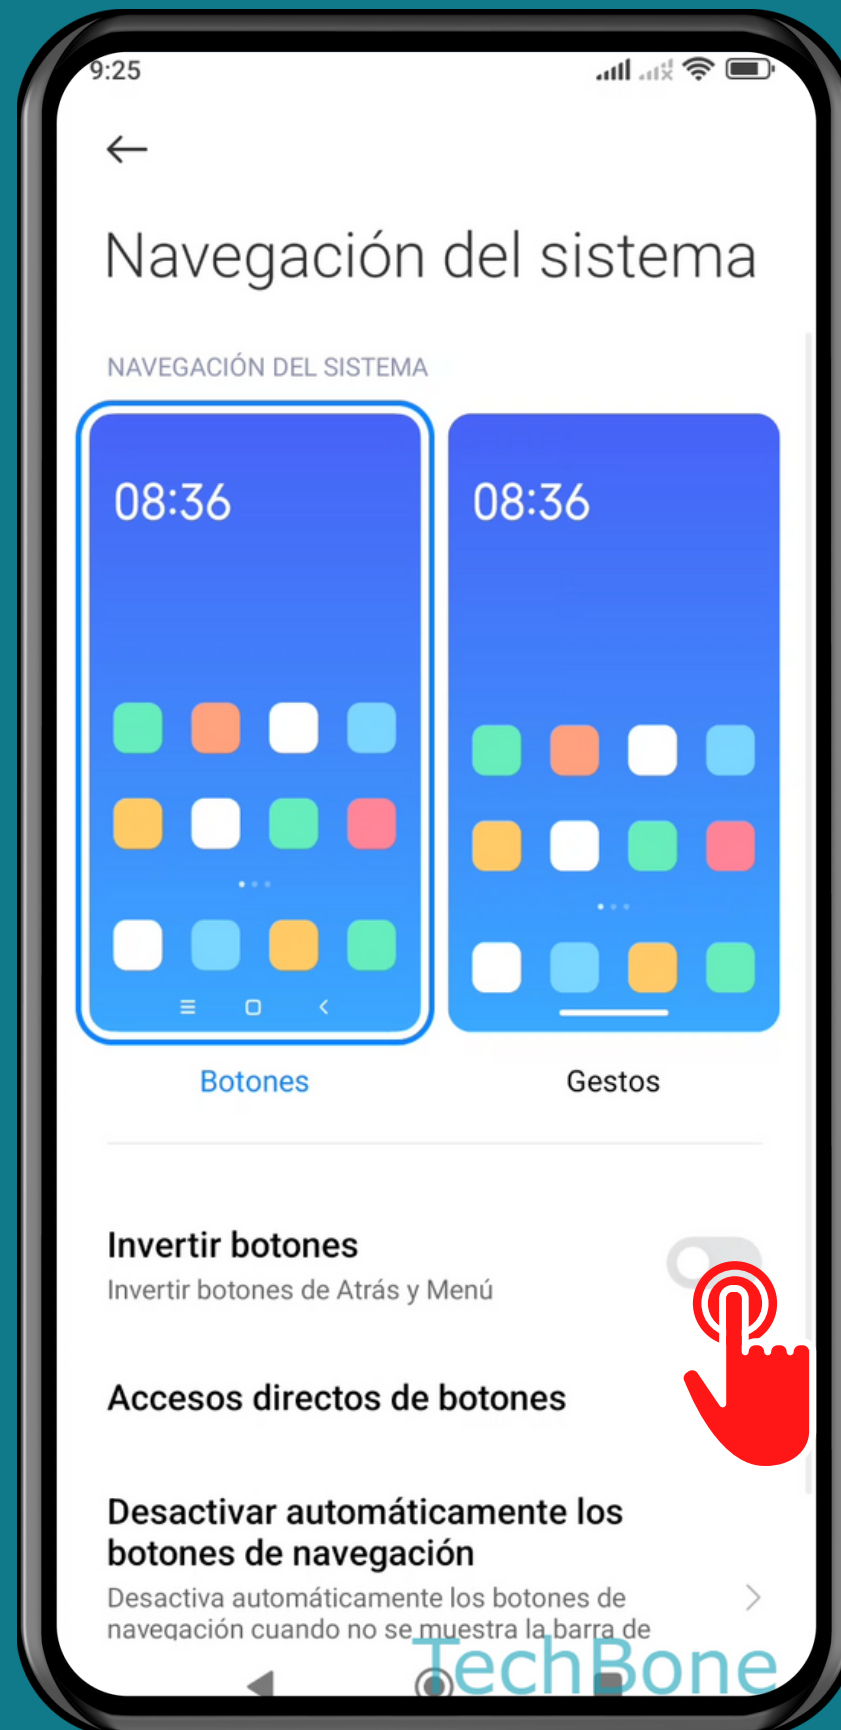 9:25
Navegación del sistema
NAVEGACIÓN DEL SISTEMA
08:36
08:36
Botones
Gestos
Invertir botones
Invertir botones de Atrás y Menú
Accesos directos de botones
Desactivar automáticamente los
botones de navegación
Desactiva automáticamente los botones de
navegación cuando no se muestra la barra de
TechBone